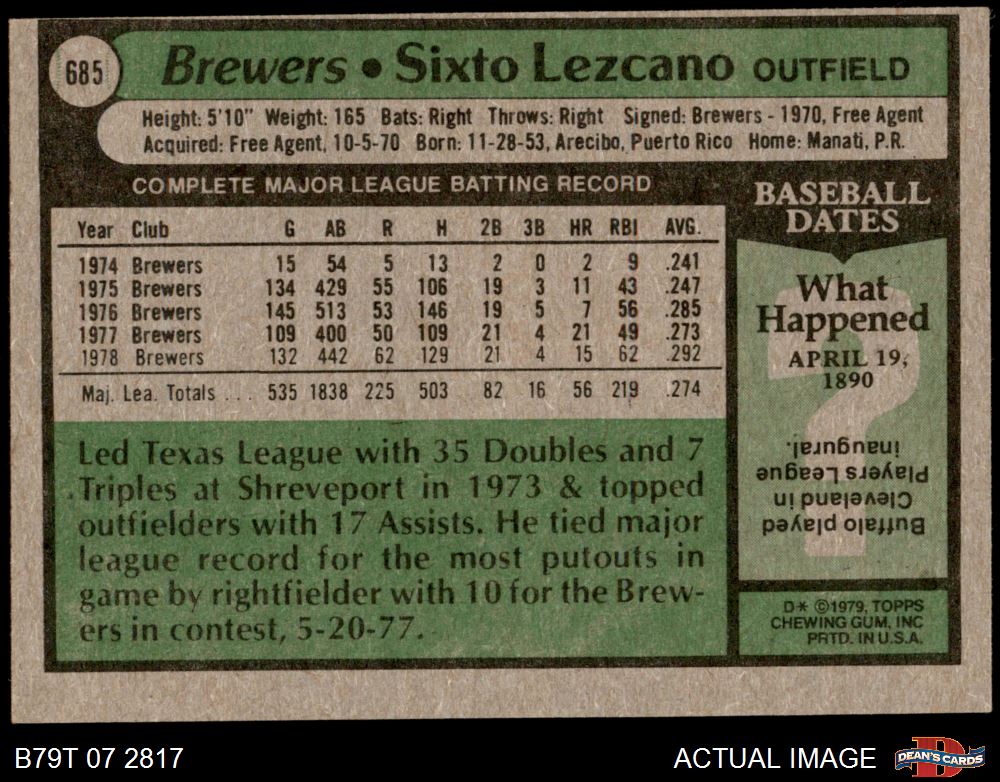 685
Brewers • Sixto Lezcano OUTFIELD
Height: 5'10" Weight: 165 Bats: Right Throws: Right Signed: Brewers - 1970, Free Agent
Acquired: Free Agent, 10-5-70 Born: 11-28-53, Arecibo, Puerto Rico Home: Manati, P.R.
COMPLETE MAJOR LEAGUE BATTING RECORD
Year Club G AB R H 2B 3B HR RBI AVG.
1974 Brewers 15 54 5 13 2 0 2 9 .241
1975 Brewers 134 429 55 106 19 3 11 43 .247
1976 Brewers 145 513 53 146 19 5 7 56 .285
1977 Brewers 109 400 50 109 21 4 21 49 .273
1978 Brewers 132 442 62 129 21 4 15 62 .292
Maj. Lea. Totals . . . 535 1838 225 503 82 16 56 219 .274
Led Texas League with 35 Doubles and 7
Triples at Shreveport in 1973 & topped
outfielders with 17 Assists. He tied major
league record for the most putouts in
game by rightfielder with 10 for the Brew-
ers in contest, 5-20-77.
BASEBALL
DATES
What
Happened
APRIL 19,
1890
?
Buffalo played
Cleveland in
Players League
inaugural.
D* ©1979, TOPPS
CHEWING GUM, INC
PRTD. IN U.S.A.
B79T 07 2817
ACTUAL IMAGE
D
DEAN'S CARDS